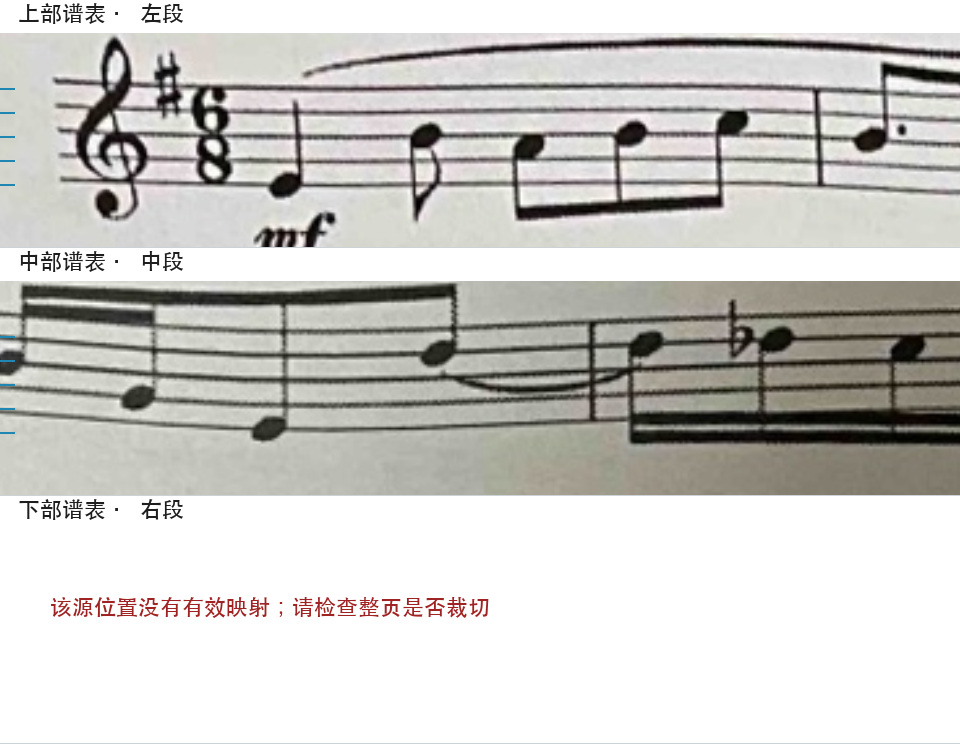 上部谱表 · 左段
6
8
mf
中部谱表 · 中段
下部谱表 · 右段
该源位置没有有效映射；请检查整页是否裁切